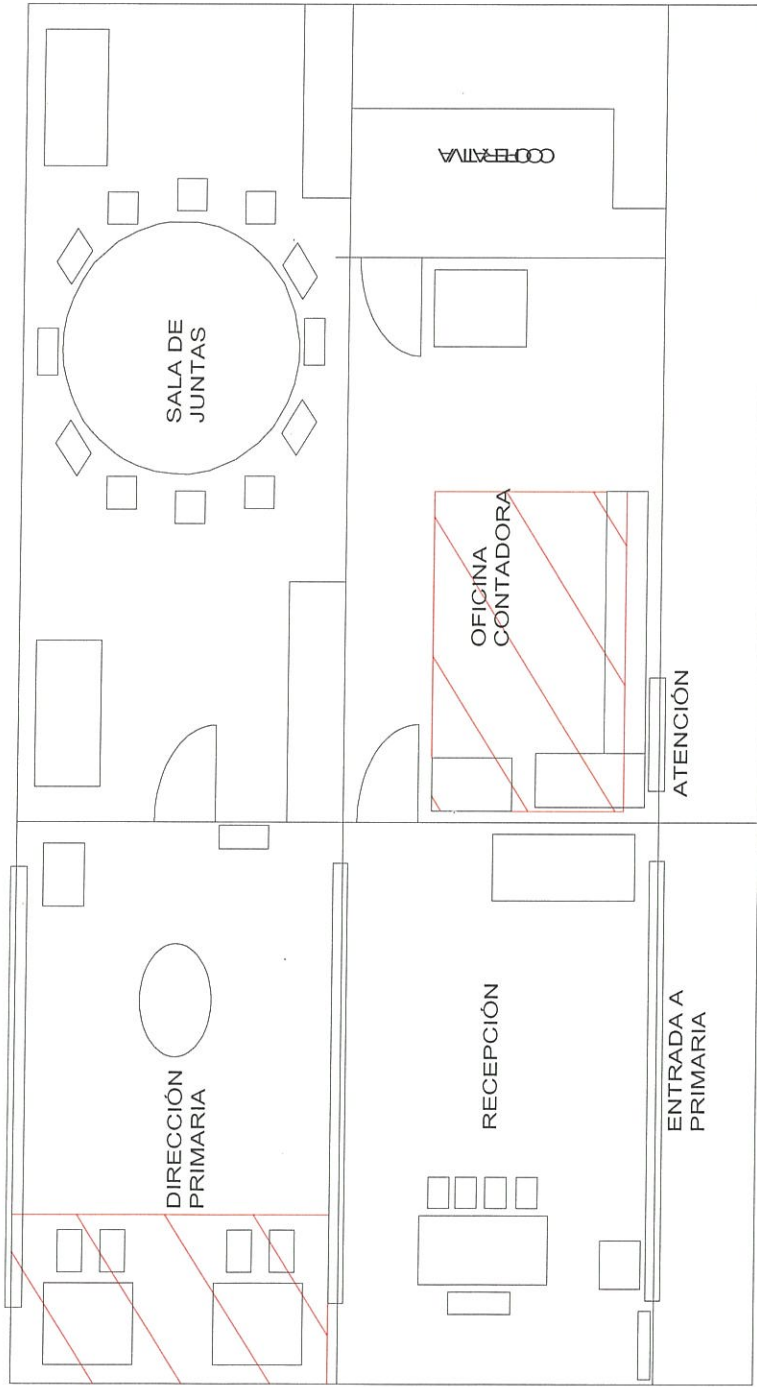 DIRECCIÓN
PRIMARIA
SALA DE
JUNTAS
RECEPCIÓN
OFICINA
CONTADORA
COOPERATIVA
ENTRADA A
PRIMARIA
ATENCIÓN